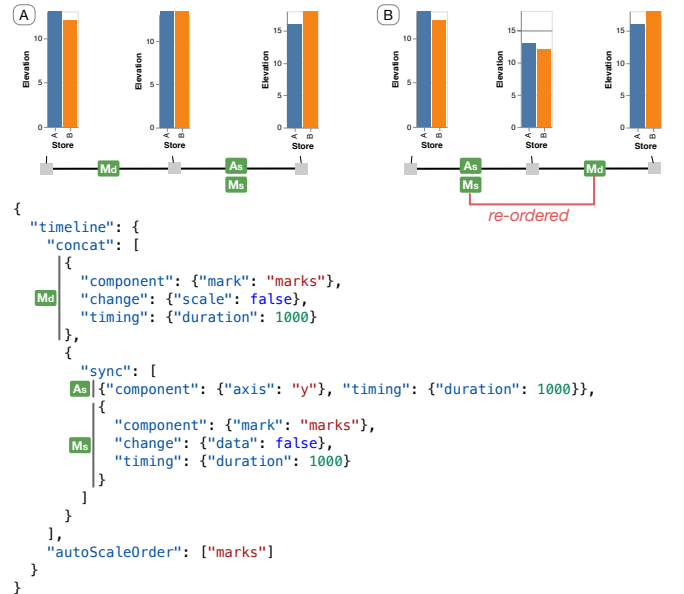 A
B
Elevation
10
5
0
A
B
Store
Elevation
10
5
0
A
B
Store
Elevation
15
10
5
0
A
B
Store
Elevation
10
5
0
A
B
Store
Elevation
15
10
5
0
A
B
Store
Elevation
15
10
5
0
A
B
Store
Md
As
Ms
As
Ms
Md
re-ordered
{
"timeline": {
"concat": [
{
"component": {"mark": "marks"},
Md
"change": {"scale": false},
"timing": {"duration": 1000}
},
{
"sync": [
As {"component": {"axis": "y"}, "timing": {"duration": 1000}},
{
"component": {"mark": "marks"},
Ms
"change": {"data": false},
"timing": {"duration": 1000}
}
]
}
],
"autoScaleOrder": ["marks"]
}
}